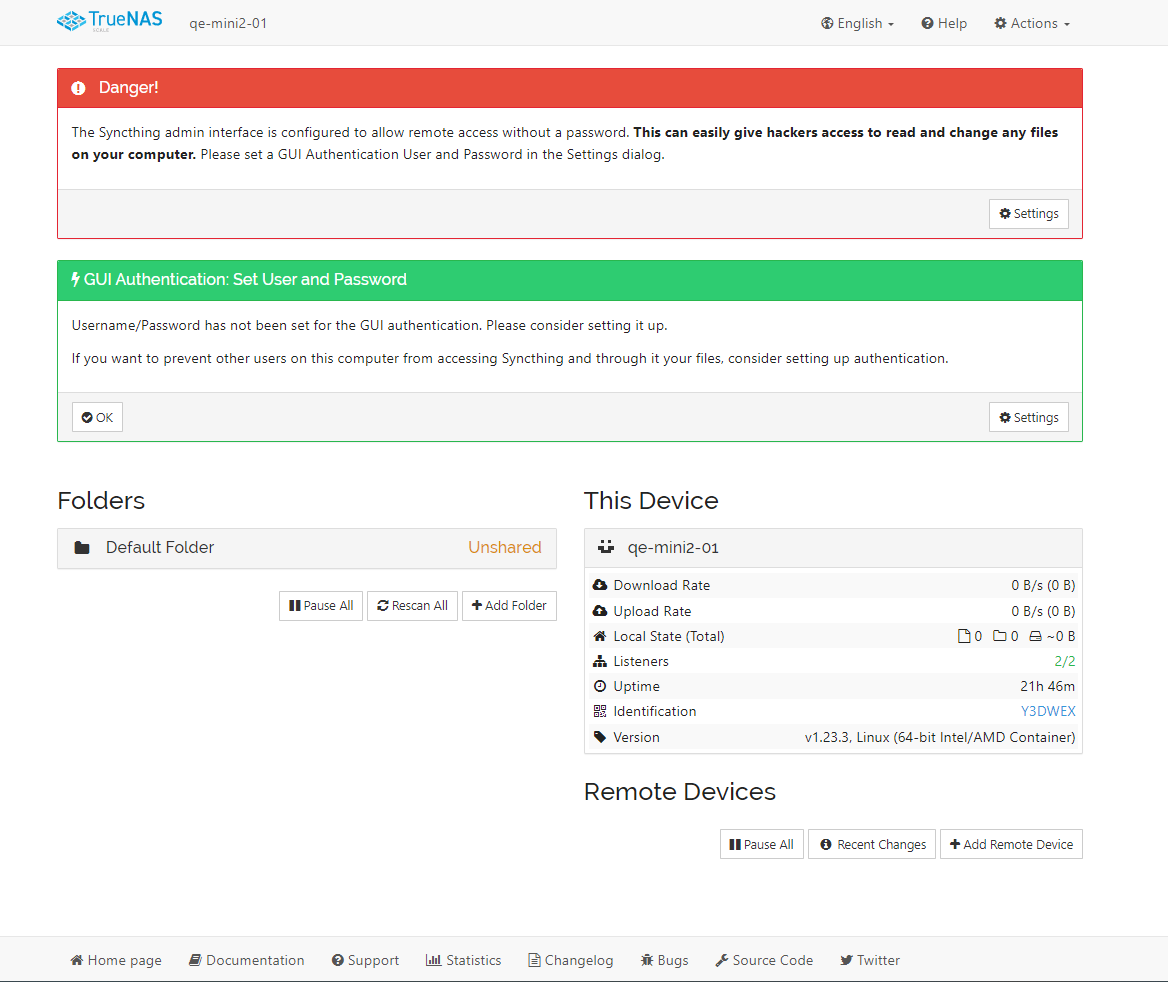 TrueNAS
SCALE
qe-mini2-01
English
Help
Actions
Danger!
The Syncthing admin interface is configured to allow remote access without a password. This can easily give hackers access to read and change any files
on your computer. Please set a GUI Authentication User and Password in the Settings dialog.
Settings
GUI Authentication: Set User and Password
Username/Password has not been set for the GUI authentication. Please consider setting it up.
If you want to prevent other users on this computer from accessing Syncthing and through it your files, consider setting up authentication.
OK
Settings
Folders
Default Folder Unshared
Pause All Rescan All Add Folder
This Device
qe-mini2-01
Download Rate 0 B/s (0 B)
Upload Rate 0 B/s (0 B)
Local State (Total) 0 0 ~0 B
Listeners 2/2
Uptime 21h 46m
Identification Y3DWEX
Version v1.23.3, Linux (64-bit Intel/AMD Container)
Remote Devices
Pause All Recent Changes Add Remote Device
Home page Documentation Support Statistics Changelog Bugs Source Code Twitter